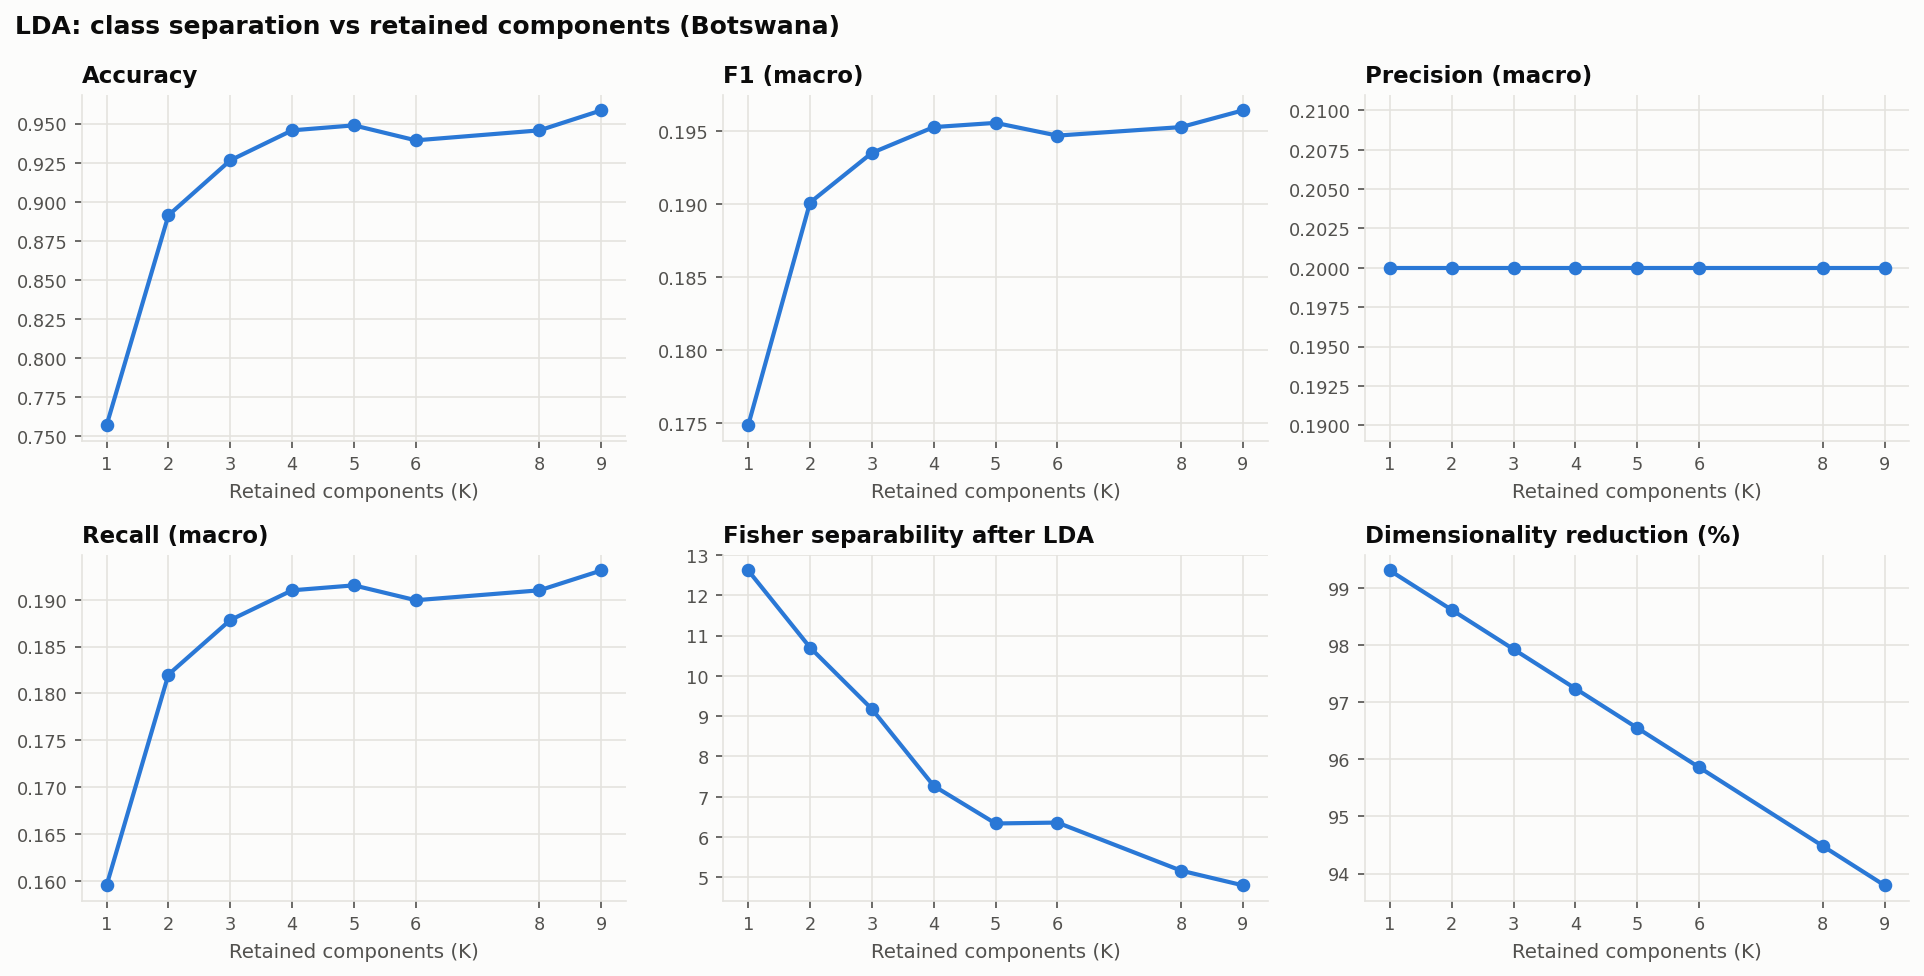 LDA: class separation vs retained components (Botswana)
Accuracy
0.950
0.925
0.900
0.875
0.850
0.825
0.800
0.775
0.750
1 2 3 4 5 6 8 9
Retained components (K)
F1 (macro)
0.195
0.190
0.185
0.180
0.175
1 2 3 4 5 6 8 9
Retained components (K)
Precision (macro)
0.2100
0.2075
0.2050
0.2025
0.2000
0.1975
0.1950
0.1925
0.1900
1 2 3 4 5 6 8 9
Retained components (K)
Recall (macro)
0.190
0.185
0.180
0.175
0.170
0.165
0.160
1 2 3 4 5 6 8 9
Retained components (K)
Fisher separability after LDA
13
12
11
10
9
8
7
6
5
1 2 3 4 5 6 8 9
Retained components (K)
Dimensionality reduction (%)
99
98
97
96
95
94
1 2 3 4 5 6 8 9
Retained components (K)